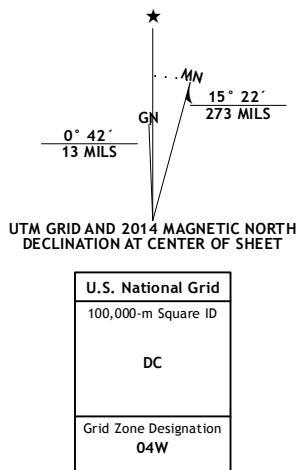 MN
GN
15° 22´
273 MILS
0° 42´
13 MILS
UTM GRID AND 2014 MAGNETIC NORTH
DECLINATION AT CENTER OF SHEET
U.S. National Grid
100,000-m Square ID
DC
Grid Zone Designation
04W